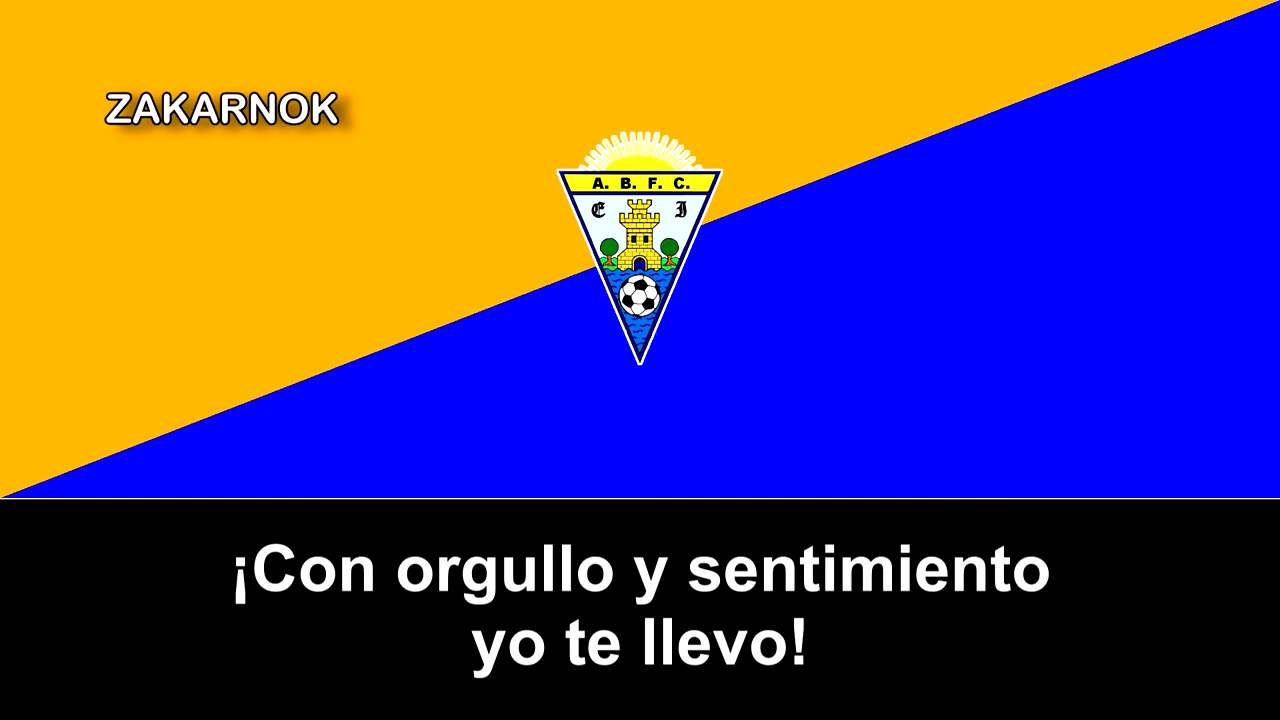 ZAKARNOK
A. B. F. C.
E J
¡Con orgullo y sentimiento
yo te llevo!